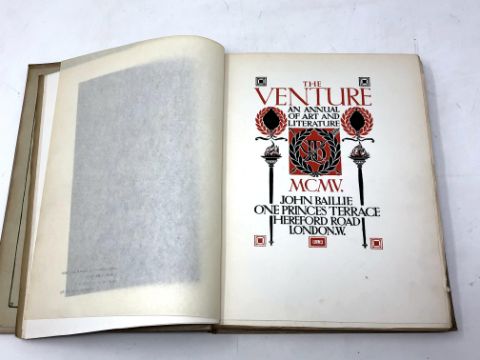 THE
VENTURE
AN ANNUAL
OF ART AND
LITERATURE
MCMV.
JOHN BAILLIE
ONE PRINCES TERRACE
HEREFORD ROAD
LONDON.W.